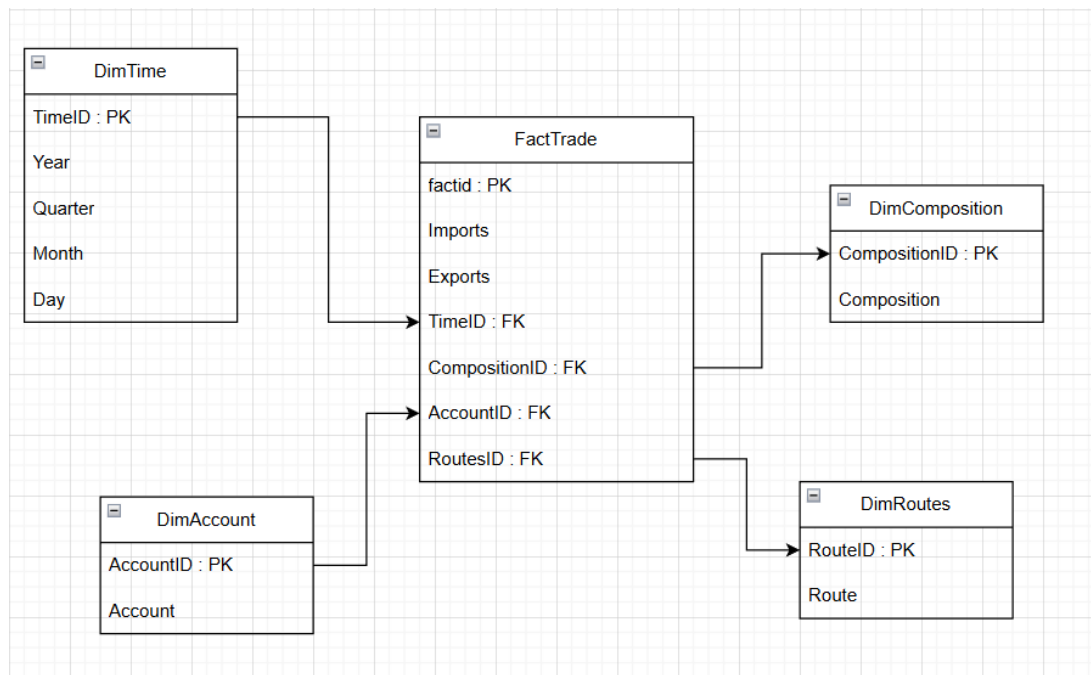 DimTime
TimeID : PK
Year
Quarter
Month
Day
FactTrade
factid : PK
Imports
Exports
TimeID : FK
CompositionID : FK
AccountID : FK
RoutesID : FK
DimComposition
CompositionID : PK
Composition
DimAccount
AccountID : PK
Account
DimRoutes
RouteID : PK
Route